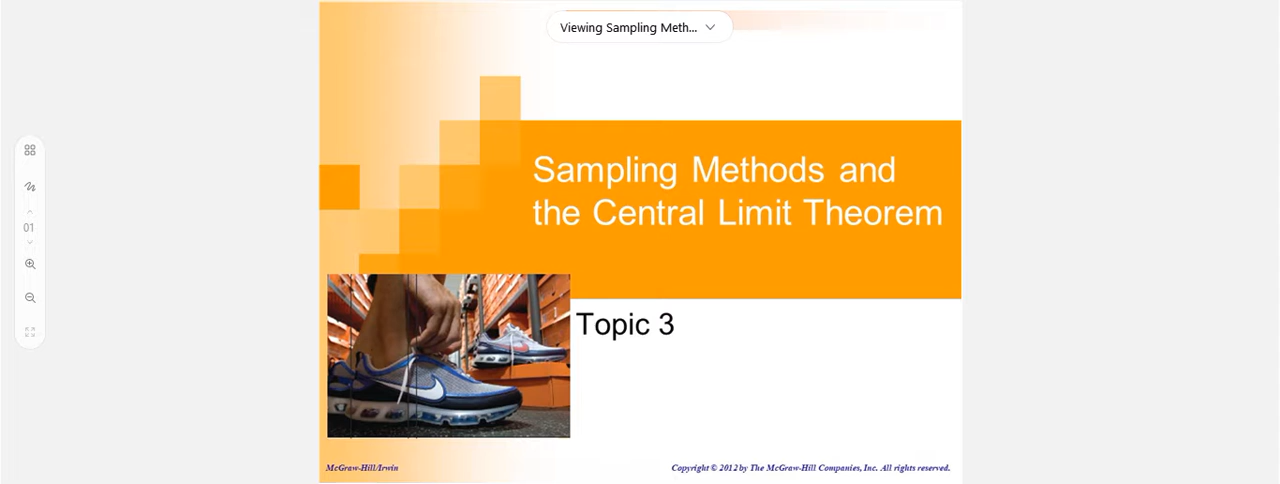 Viewing Sampling Meth...
01
Sampling Methods and
the Central Limit Theorem
Topic 3
McGraw-Hill/Irwin
Copyright © 2012 by The McGraw-Hill Companies, Inc. All rights reserved.